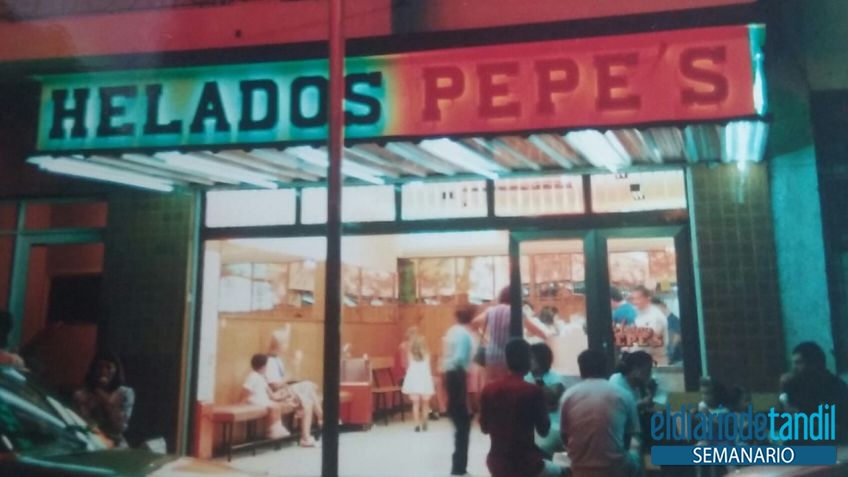 HELADOS PEPE'S
PEPE'S
eldiariodetandil
SEMANARIO